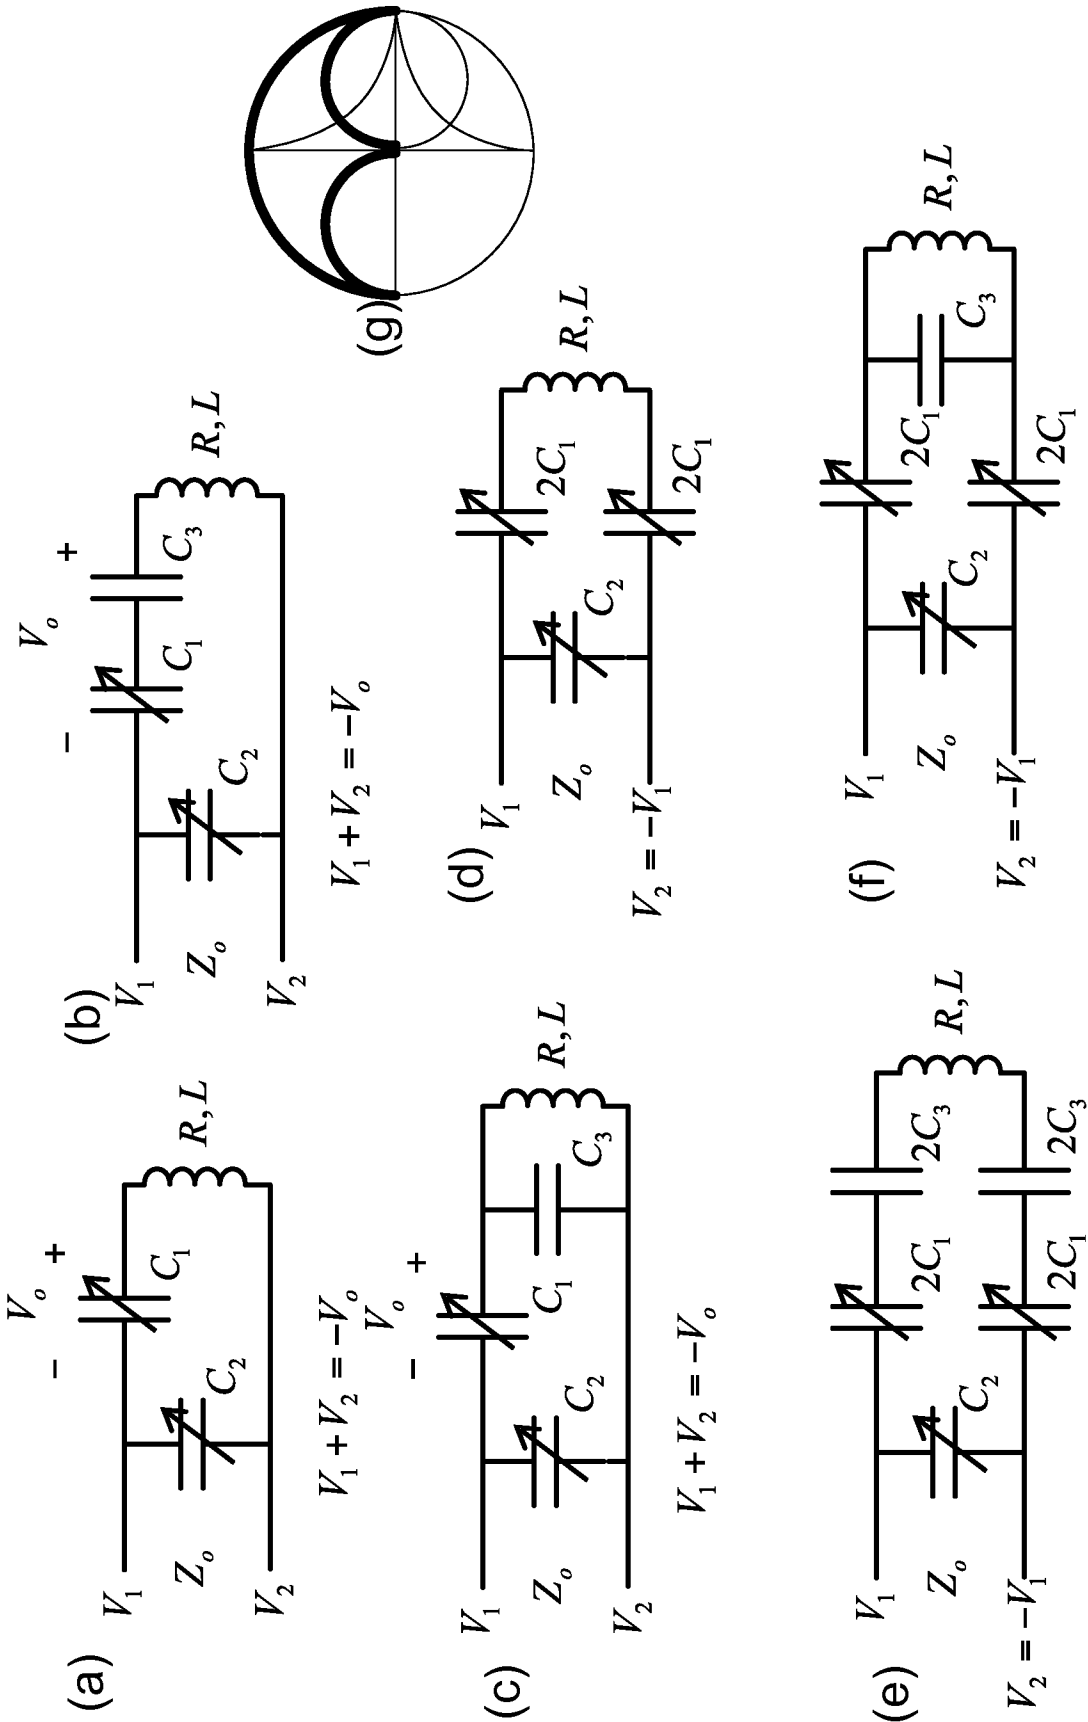 (a)
− V_o +
V_1
Z_o
V_2
C_2
C_1
R, L
V_1 + V_2 = −V_o
(b)
− V_o +
V_1
Z_o
V_2
C_2
C_1
C_3
R, L
V_1 + V_2 = −V_o
(c)
− V_o +
V_1
Z_o
V_2
C_2
C_1
C_3
R, L
V_1 + V_2 = −V_o
(d)
V_1
Z_o
V_2 = −V_1
C_2
2C_1
2C_1
R, L
(e)
V_1
Z_o
V_2 = −V_1
C_2
2C_1
2C_3
2C_1
2C_3
R, L
(f)
V_1
Z_o
V_2 = −V_1
C_2
2C_1
2C_1
C_3
R, L
(g)